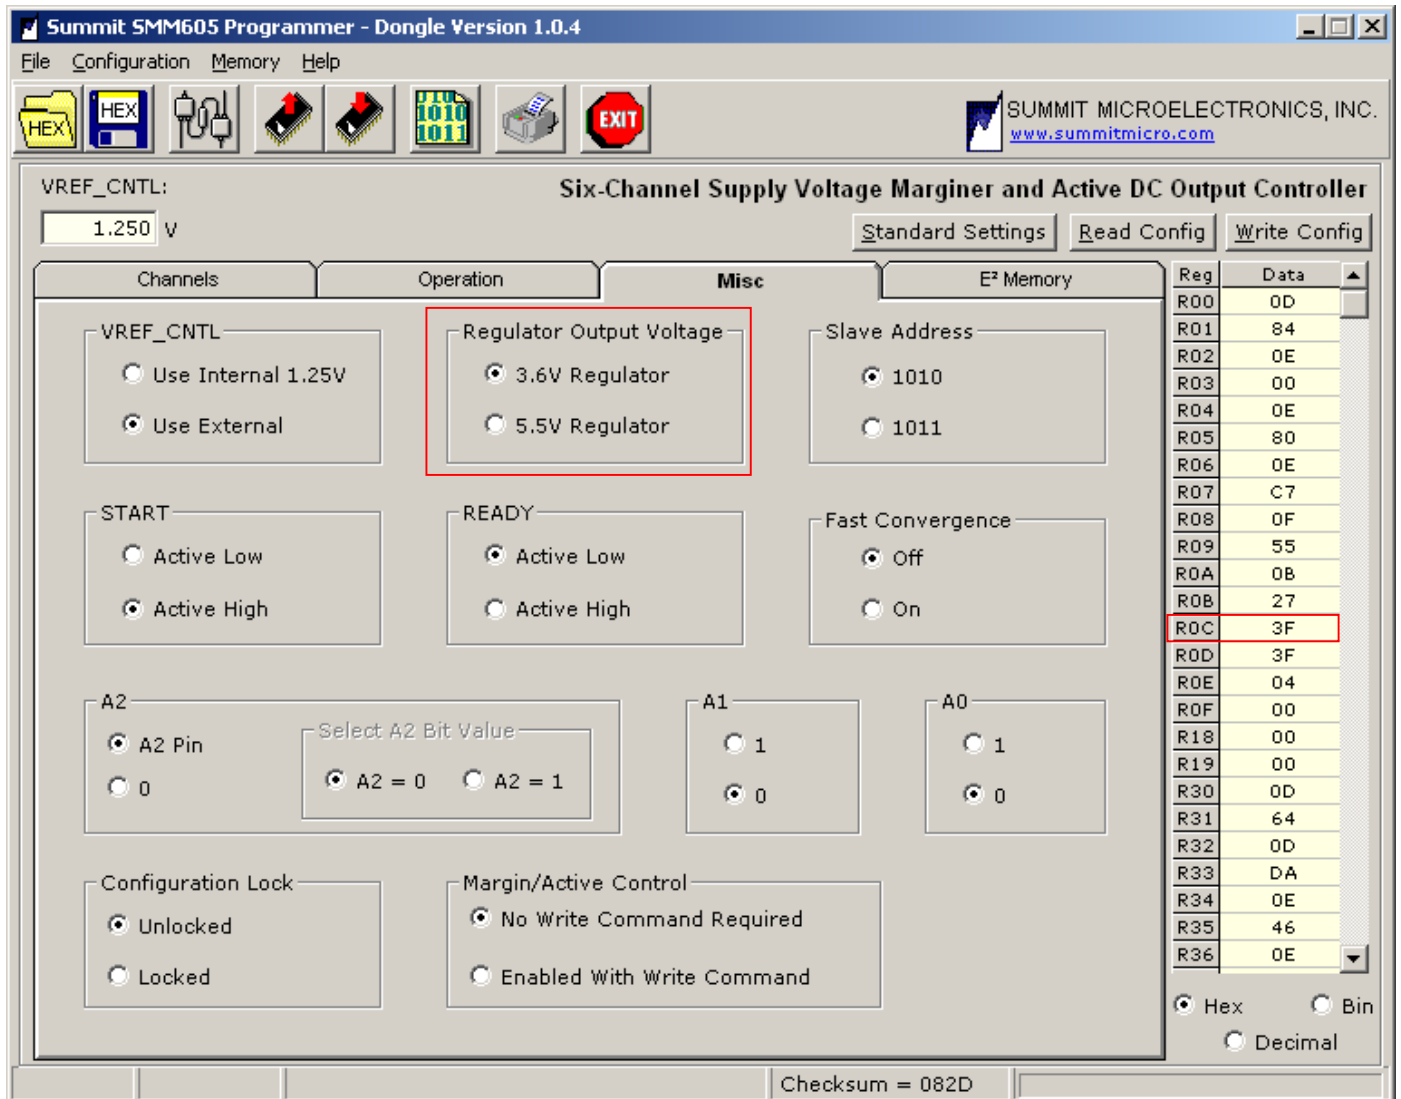 Summit SMM605 Programmer - Dongle Version 1.0.4
File Configuration Memory Help
HEX HEX 1010 1011 EXIT
SUMMIT MICROELECTRONICS, INC.
www.summitmicro.com
VREF_CNTL:
1.250 V
Six-Channel Supply Voltage Marginer and Active DC Output Controller
Standard Settings Read Config Write Config
Channels Operation Misc E² Memory
VREF_CNTL
Use Internal 1.25V
Use External
Regulator Output Voltage
3.6V Regulator
5.5V Regulator
Slave Address
1010
1011
START
Active Low
Active High
READY
Active Low
Active High
Fast Convergence
Off
On
A2
A2 Pin
0
Select A2 Bit Value
A2 = 0 A2 = 1
A1
1
0
A0
1
0
Configuration Lock
Unlocked
Locked
Margin/Active Control
No Write Command Required
Enabled With Write Command
Reg Data
R00 0D
R01 84
R02 0E
R03 00
R04 0E
R05 80
R06 0E
R07 C7
R08 0F
R09 55
R0A 0B
R0B 27
R0C 3F
R0D 3F
R0E 04
R0F 00
R18 00
R19 00
R30 0D
R31 64
R32 0D
R33 DA
R34 0E
R35 46
R36 0E
Hex Bin
Decimal
Checksum = 082D